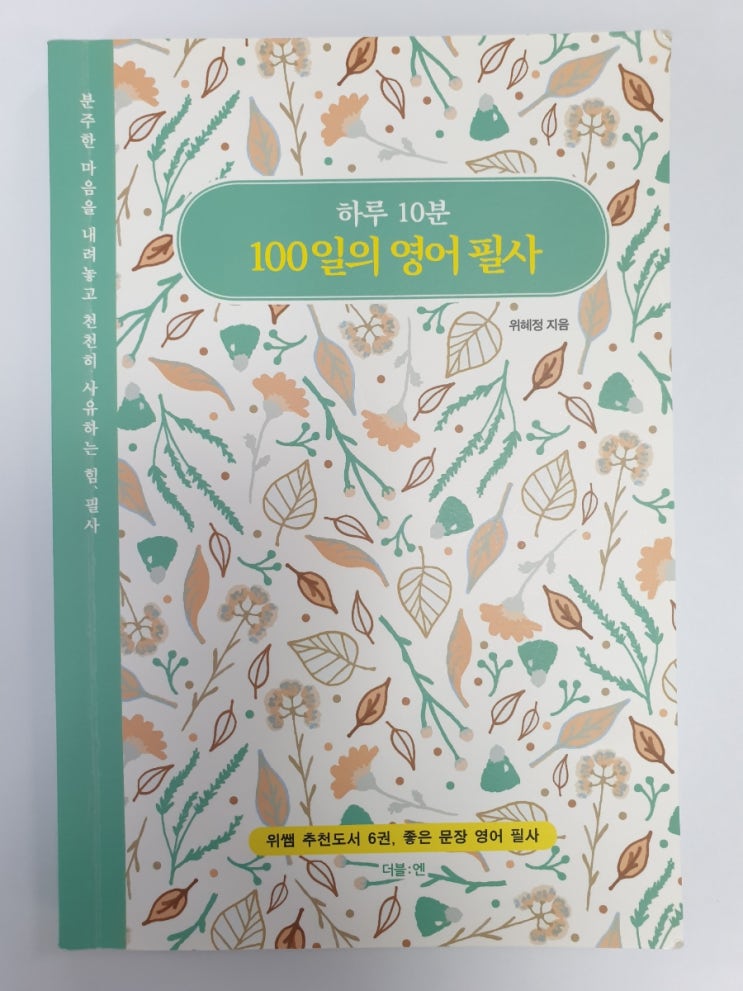 분주한 마음을 내려놓고 천천히 사유하는 힘, 필사
하루 10분
100일의 영어 필사
위혜정 지음
위쌤 추천도서 6권, 좋은 문장 영어 필사
더블:엔